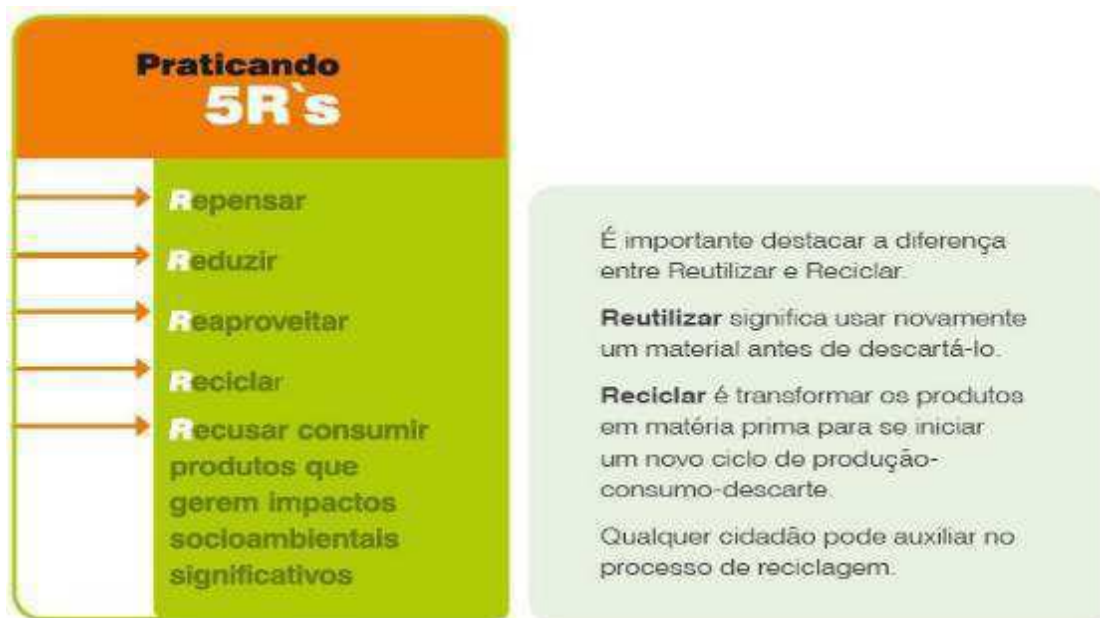 Praticando
5R`s
Repensar
Reduzir
Reaproveitar
Reciclar
Recusar consumir
produtos que
gerem impactos
socioambientais
significativos
É importante destacar a diferença
entre Reutilizar e Reciclar.
Reutilizar significa usar novamente
um material antes de descartá-lo.
Reciclar é transformar os produtos
em matéria prima para se iniciar
um novo ciclo de produção-
consumo-descarte.
Qualquer cidadão pode auxiliar no
processo de reciclagem.